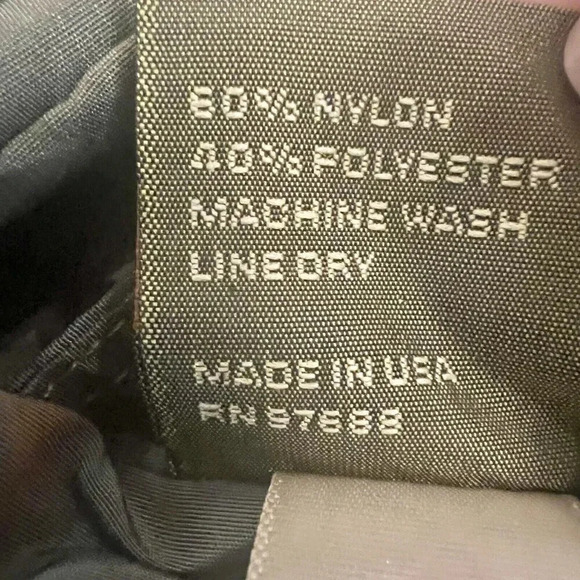 60% NYLON
40% POLYESTER
MACHINE WASH
LINE DRY
MADE IN USA
RN 97888